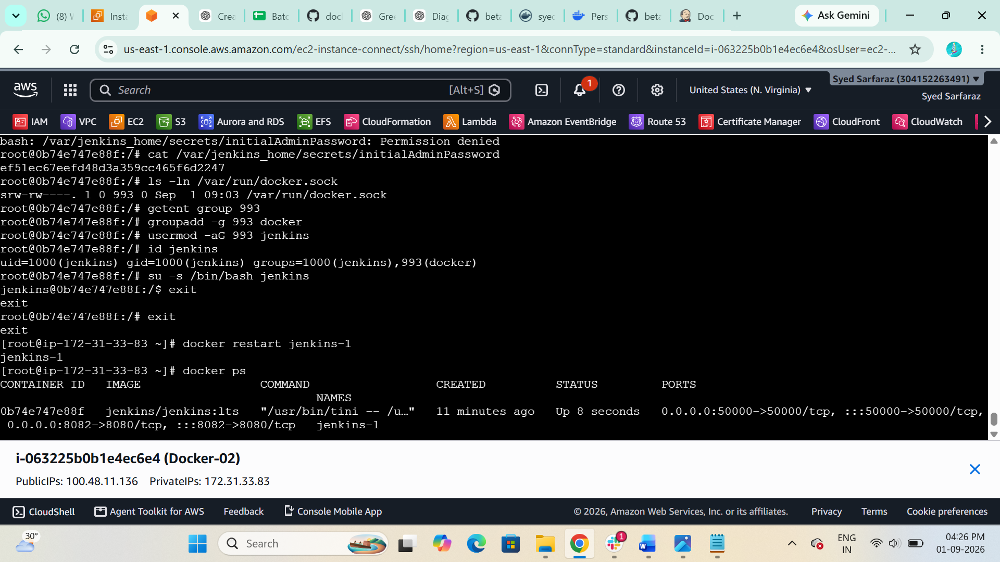 (8) W
Insta
Crea
Batc
doc
Gree
Diag
beta
syed
Pers
beta
Doc
Ask Gemini
us-east-1.console.aws.amazon.com/ec2-instance-connect/ssh/home?region=us-east-1&connType=standard&instanceId=i-063225b0b1e4ec6e4&osUser=ec2-...
aws
Search
[Alt+S]
1
United States (N. Virginia)
Syed Sarfaraz (304152263491)
Syed Sarfaraz
IAM
VPC
EC2
S3
Aurora and RDS
EFS
CloudFormation
Lambda
Amazon EventBridge
Route 53
Certificate Manager
CloudFront
CloudWatch
bash: /var/jenkins_home/secrets/initialAdminPassword: Permission denied
root@0b74e747e88f:/# cat /var/jenkins_home/secrets/initialAdminPassword
ef51ec67eefd48d3a359cc465f6d2247
root@0b74e747e88f:/# ls -ln /var/run/docker.sock
srw-rw----. 1 0 993 0 Sep  1 09:03 /var/run/docker.sock
root@0b74e747e88f:/# getent group 993
root@0b74e747e88f:/# groupadd -g 993 docker
root@0b74e747e88f:/# usermod -aG 993 jenkins
root@0b74e747e88f:/# id jenkins
uid=1000(jenkins) gid=1000(jenkins) groups=1000(jenkins),993(docker)
root@0b74e747e88f:/# su -s /bin/bash jenkins
jenkins@0b74e747e88f:/$ exit
exit
root@0b74e747e88f:/# exit
exit
[root@ip-172-31-33-83 ~]# docker restart jenkins-1
jenkins-1
[root@ip-172-31-33-83 ~]# docker ps
CONTAINER ID   IMAGE                 COMMAND                  CREATED          STATUS         PORTS
NAMES
0b74e747e88f   jenkins/jenkins:lts   "/usr/bin/tini -- /u…"   11 minutes ago   Up 8 seconds   0.0.0.0:50000->50000/tcp, :::50000->50000/tcp,
0.0.0.0:8082->8080/tcp, :::8082->8080/tcp   jenkins-1
i-063225b0b1e4ec6e4 (Docker-02)
PublicIPs: 100.48.11.136    PrivateIPs: 172.31.33.83
CloudShell
Agent Toolkit for AWS
Feedback
Console Mobile App
© 2026, Amazon Web Services, Inc. or its affiliates.
Privacy
Terms
Cookie preferences
30°
Search
1
ENG
IN
04:26 PM
01-09-2026